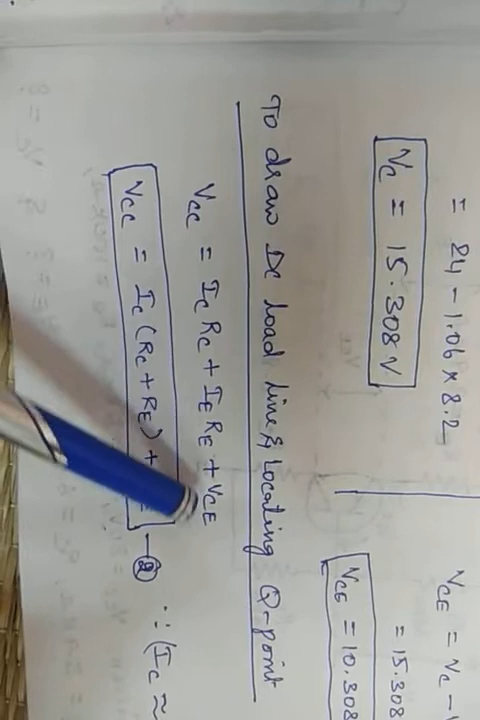 = 24 - 1.06 × 8.2
V_C = 15.308 V
V_CE = V_C -
= 15.308
V_CE = 10.308
To draw DC load line & locating Q-point
V_CC = I_C R_C + I_E R_E + V_CE
V_CC = I_C (R_C + R_E) + — ② ∵ (I_C ≈